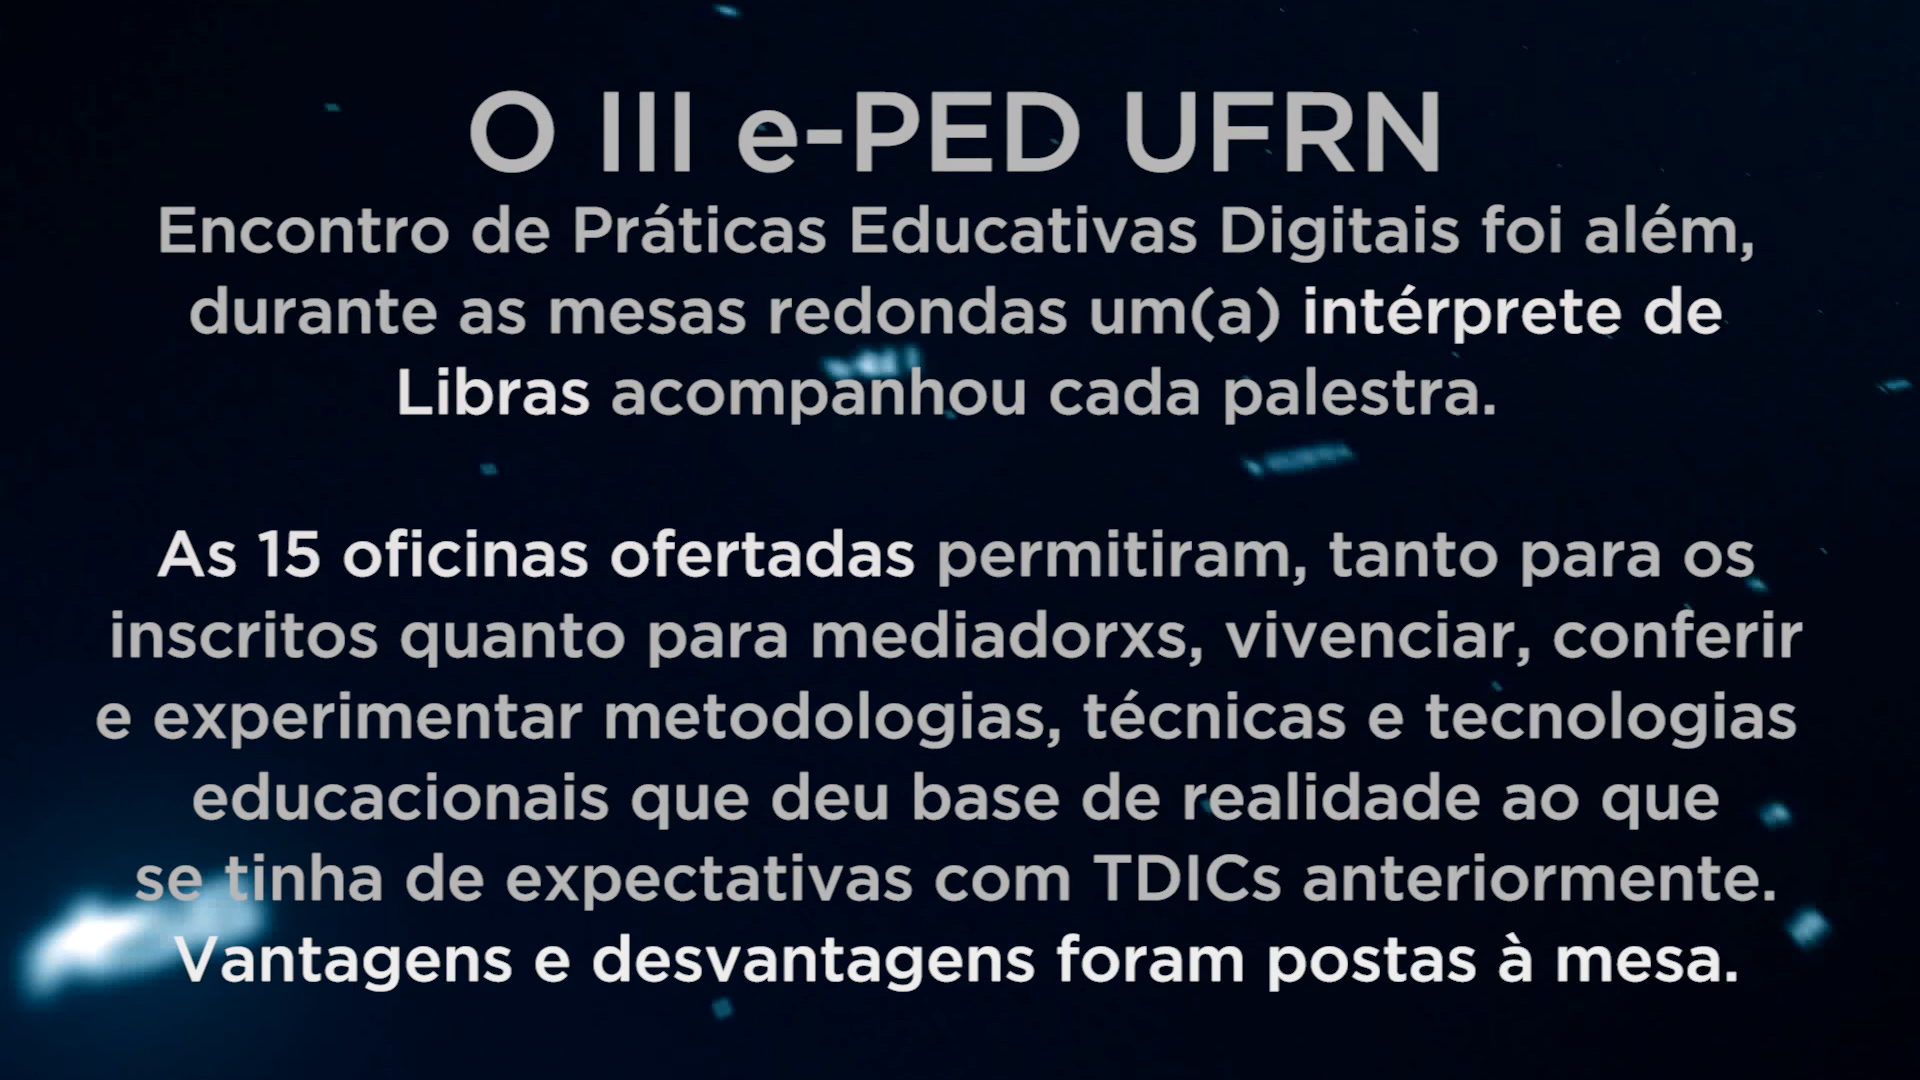 O III e-PED UFRN
Encontro de Práticas Educativas Digitais foi além,
durante as mesas redondas um(a) intérprete de
Libras acompanhou cada palestra.
As 15 oficinas ofertadas permitiram, tanto para os
inscritos quanto para mediadorxs, vivenciar, conferir
e experimentar metodologias, técnicas e tecnologias
educacionais que deu base de realidade ao que
se tinha de expectativas com TDICs anteriormente.
Vantagens e desvantagens foram postas à mesa.